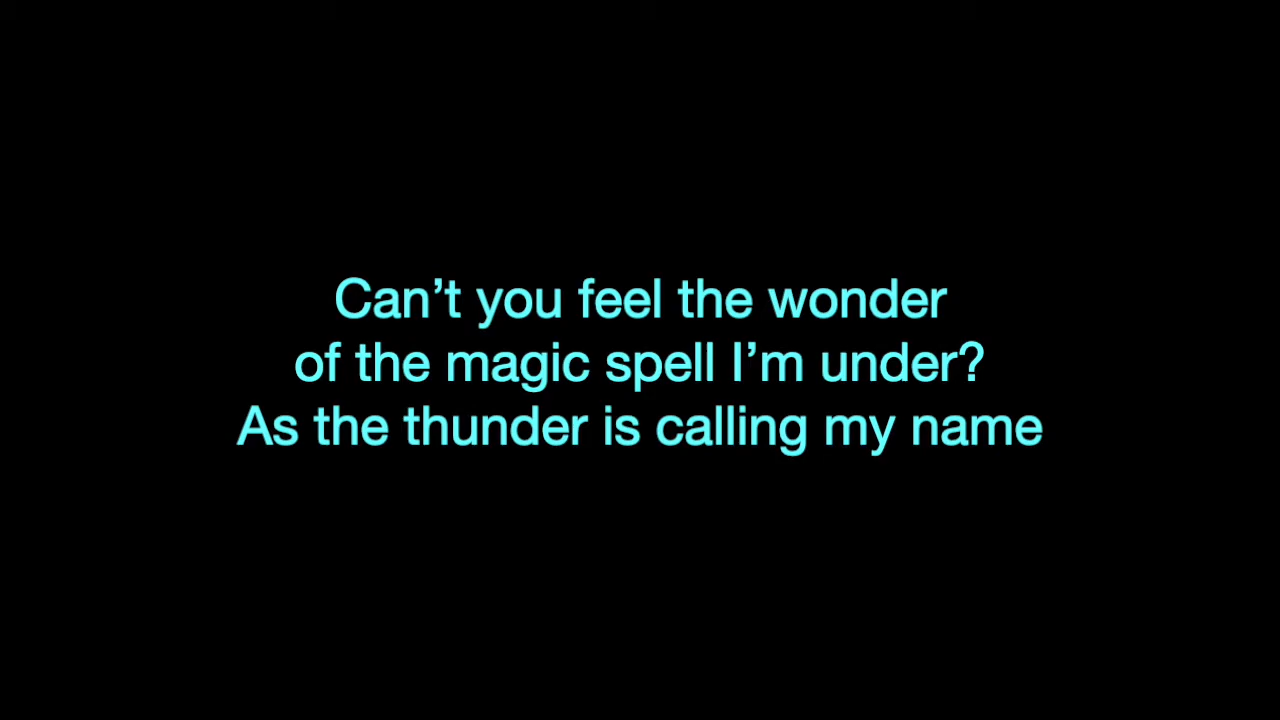 Can’t you feel the wonder
of the magic spell I’m under?
As the thunder is calling my name